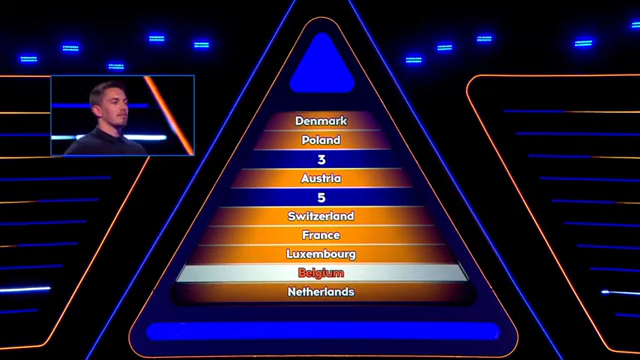 Denmark
Poland
3
Austria
5
Switzerland
France
Luxembourg
Belgium
Netherlands